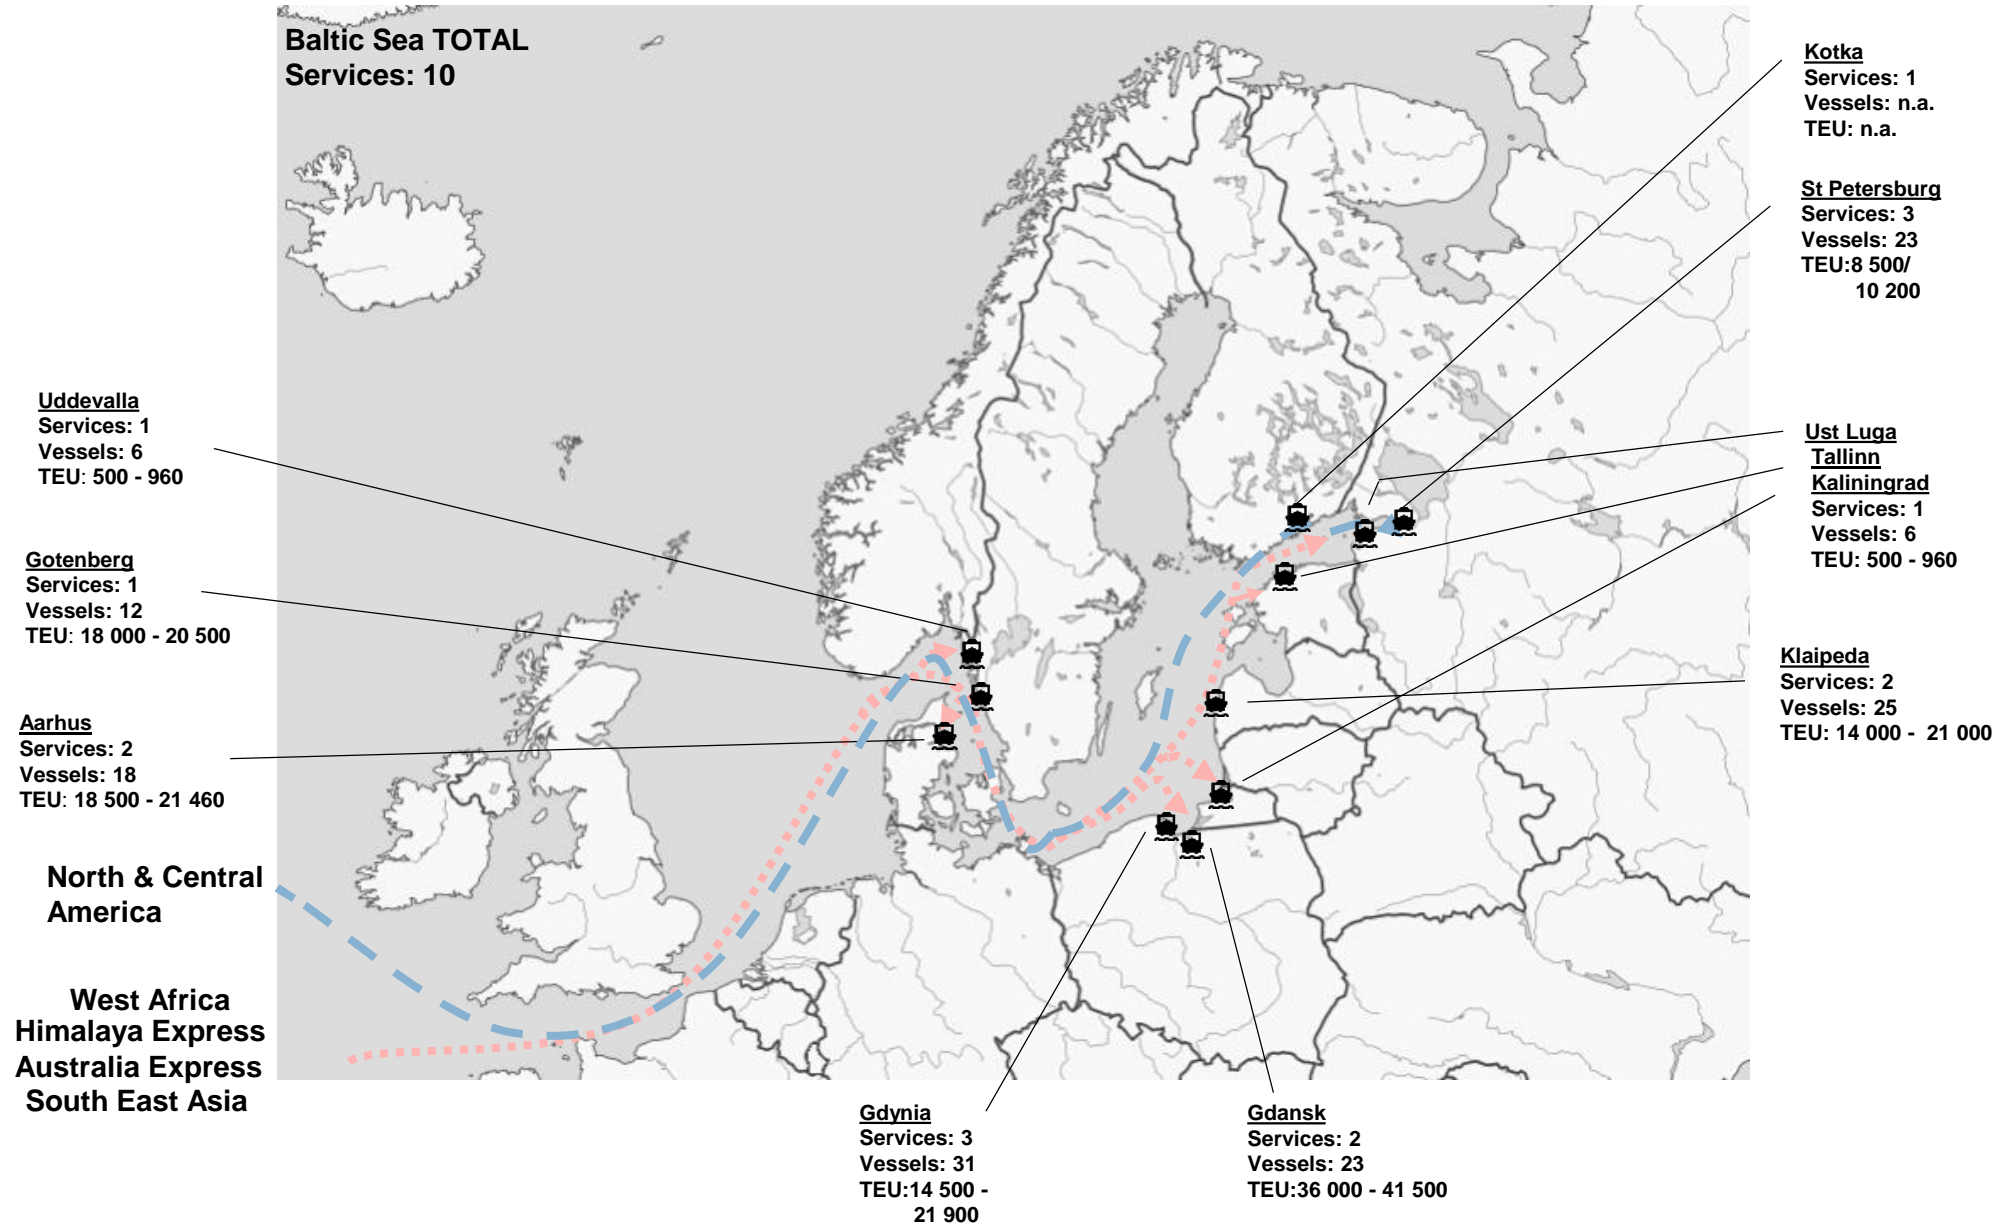 Baltic Sea TOTAL
Services: 10
Kotka
Services: 1
Vessels: n.a.
TEU: n.a.
St Petersburg
Services: 3
Vessels: 23
TEU:8 500/
10 200
Uddevalla
Services: 1
Vessels: 6
TEU: 500 - 960
Ust Luga
Tallinn
Kaliningrad
Services: 1
Vessels: 6
TEU: 500 - 960
Gotenberg
Services: 1
Vessels: 12
TEU: 18 000 - 20 500
Klaipeda
Services: 2
Vessels: 25
TEU: 14 000 - 21 000
Aarhus
Services: 2
Vessels: 18
TEU: 18 500 - 21 460
North & Central
America
West Africa
Himalaya Express
Australia Express
South East Asia
Gdynia
Services: 3
Vessels: 31
TEU:14 500 -
21 900
Gdansk
Services: 2
Vessels: 23
TEU:36 000 - 41 500